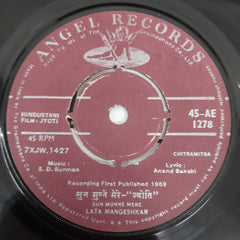 ANGEL RECORDS
HINDUSTANI
FILM: JYOTI
45-AE
1278
45 RPM
7XJW.1427
CHITRANITRA
Music :
S. D. Burman
Lyric :
Anand Bakshi
Recording First Published 1969
सुन मुन्ने मेरे-"ज्योति"
SUN MUNNE MERE
LATA MANGESHKAR